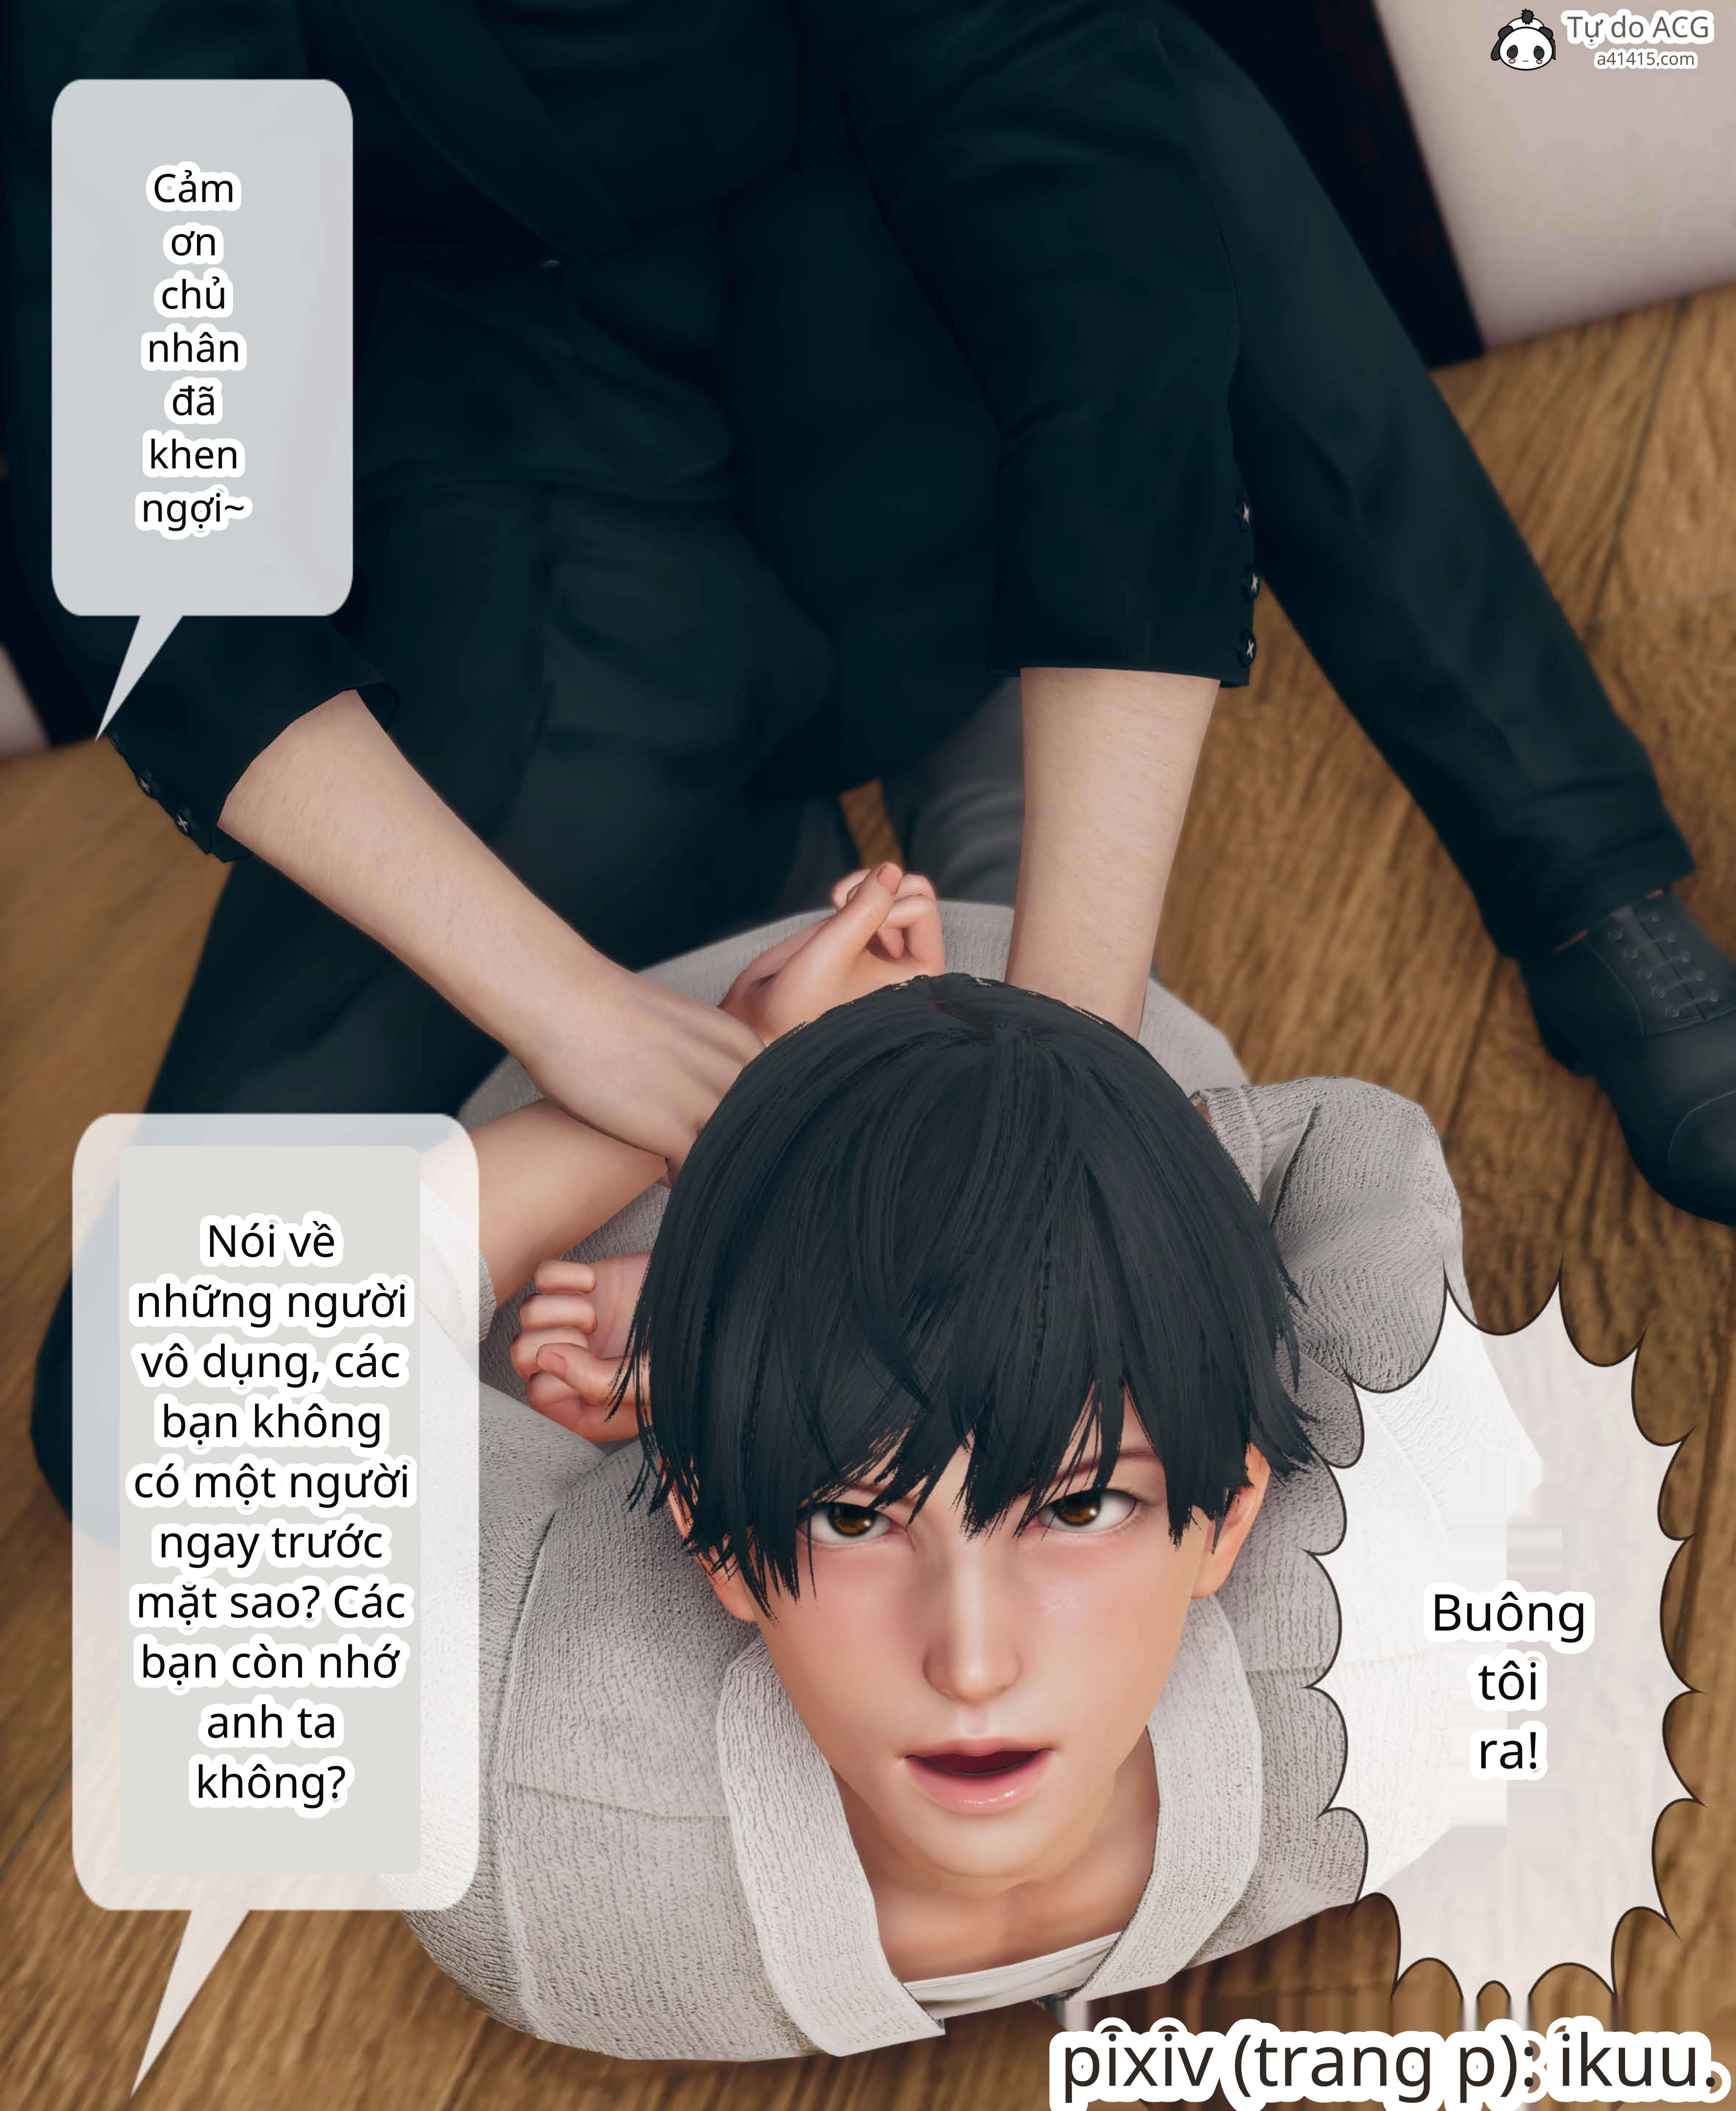 Tự do ACG
a41415.com
Cảm
ơn
chủ
nhân
đã
khen
ngợi~
Nói về
những người
vô dụng, các
bạn không
có một người
ngay trước
mặt sao? Các
bạn còn nhớ
anh ta
không?
Buông
tôi
ra!
pixiv (trang p): ikuu.